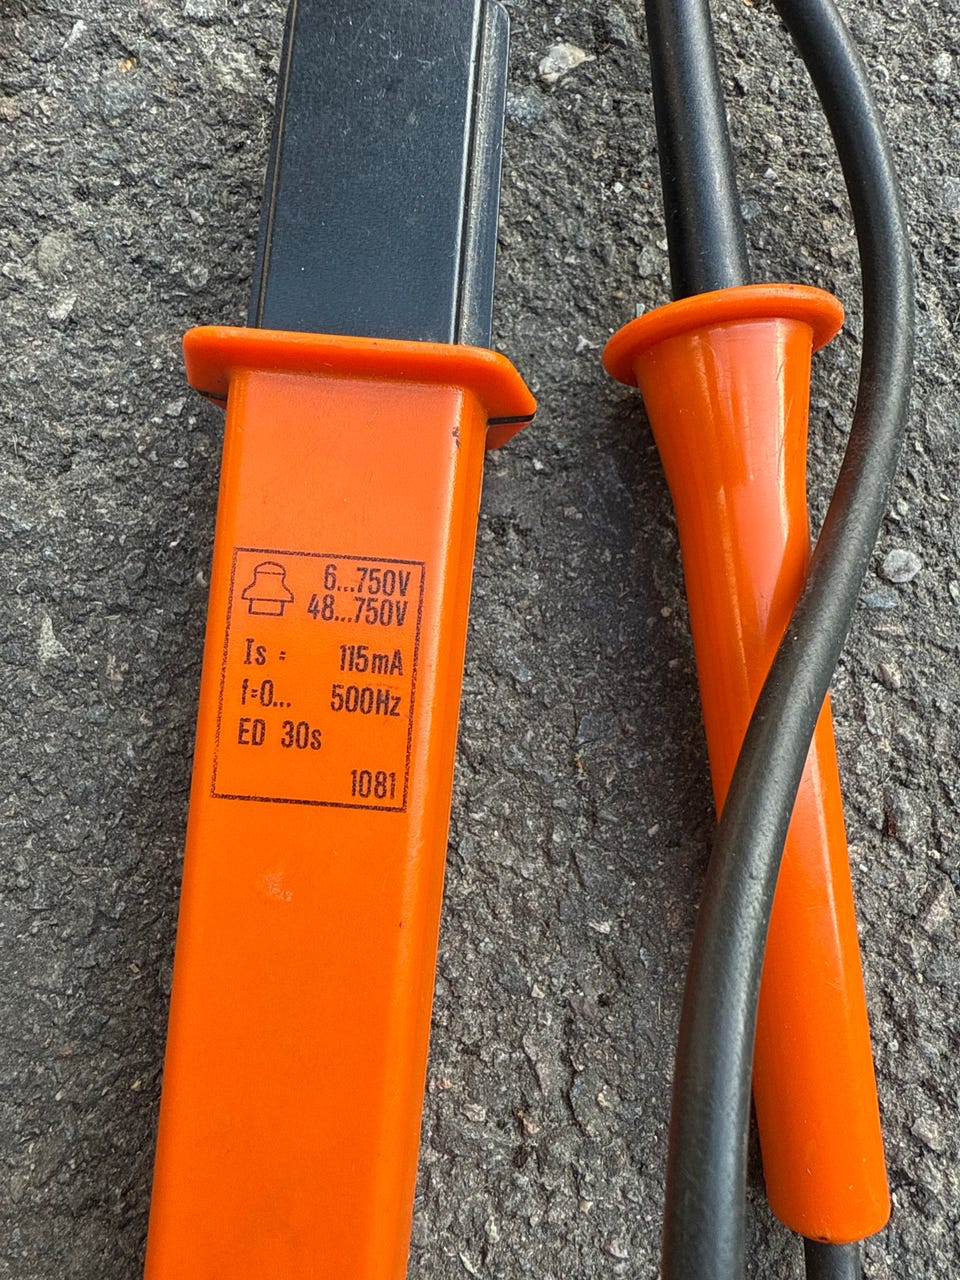 6...750V
48...750V
Is = 115mA
f=0... 500Hz
ED 30s
1081